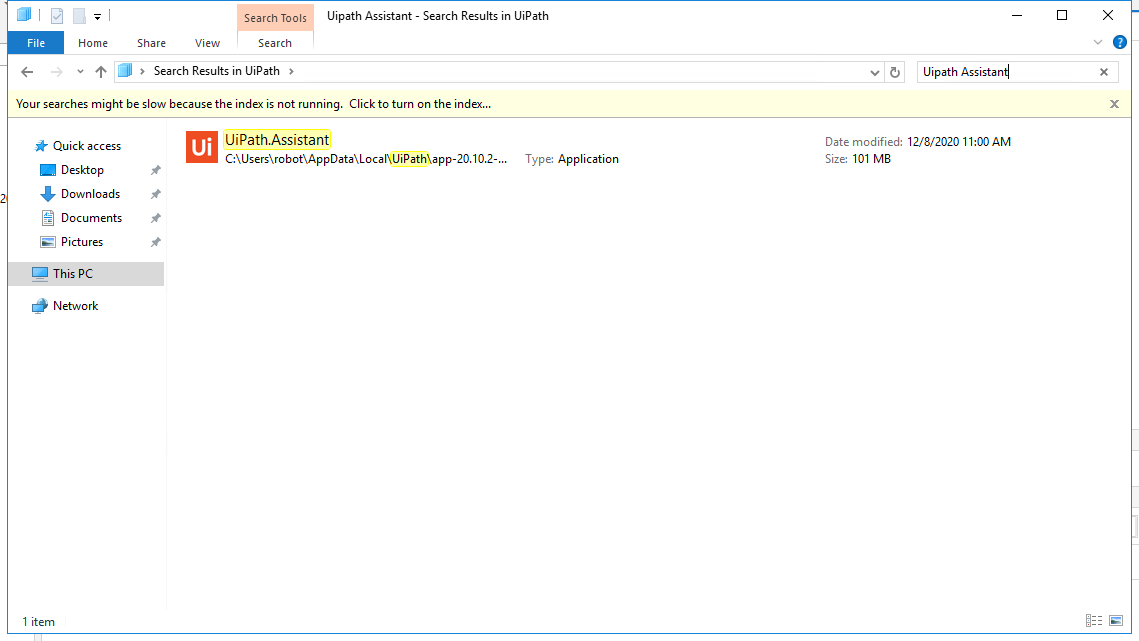 Search Tools
Uipath Assistant - Search Results in UiPath
File
Home
Share
View
Search
?
Search Results in UiPath
Uipath Assistant
Your searches might be slow because the index is not running. Click to turn on the index...
Quick access
Desktop
Downloads
Documents
Pictures
This PC
Network
Ui
UiPath.Assistant
C:\Users\robot\AppData\Local\UiPath\app-20.10.2-...
Type: Application
Date modified: 12/8/2020 11:00 AM
Size: 101 MB
1 item